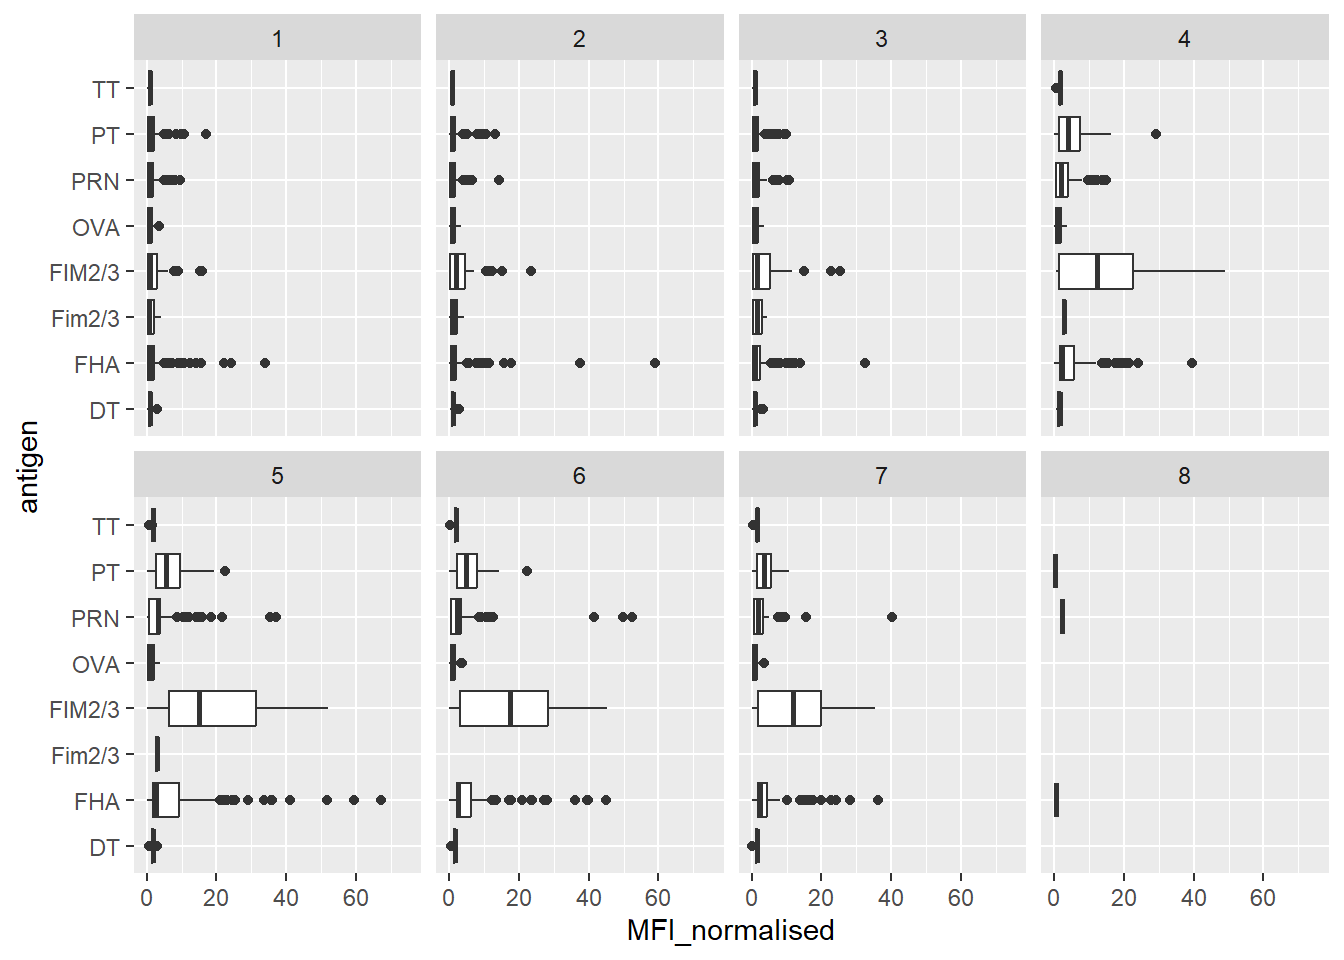 1 2 3 4
TT
PT
PRN
OVA
FIM2/3
Fim2/3
FHA
DT
antigen
5 6 7 8
TT
PT
PRN
OVA
FIM2/3
Fim2/3
FHA
DT
0 20 40 60 0 20 40 60 0 20 40 60 0 20 40 60
MFI_normalised